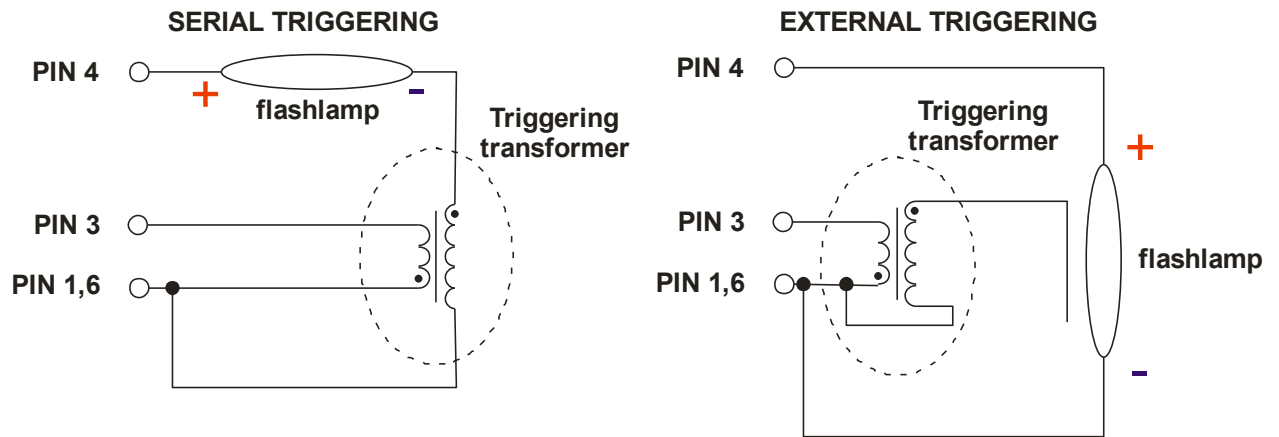 SERIAL TRIGGERING
PIN 4
+
-
flashlamp
Triggering
transformer
PIN 3
PIN 1,6
EXTERNAL TRIGGERING
PIN 4
Triggering
transformer
+
PIN 3
flashlamp
PIN 1,6
-